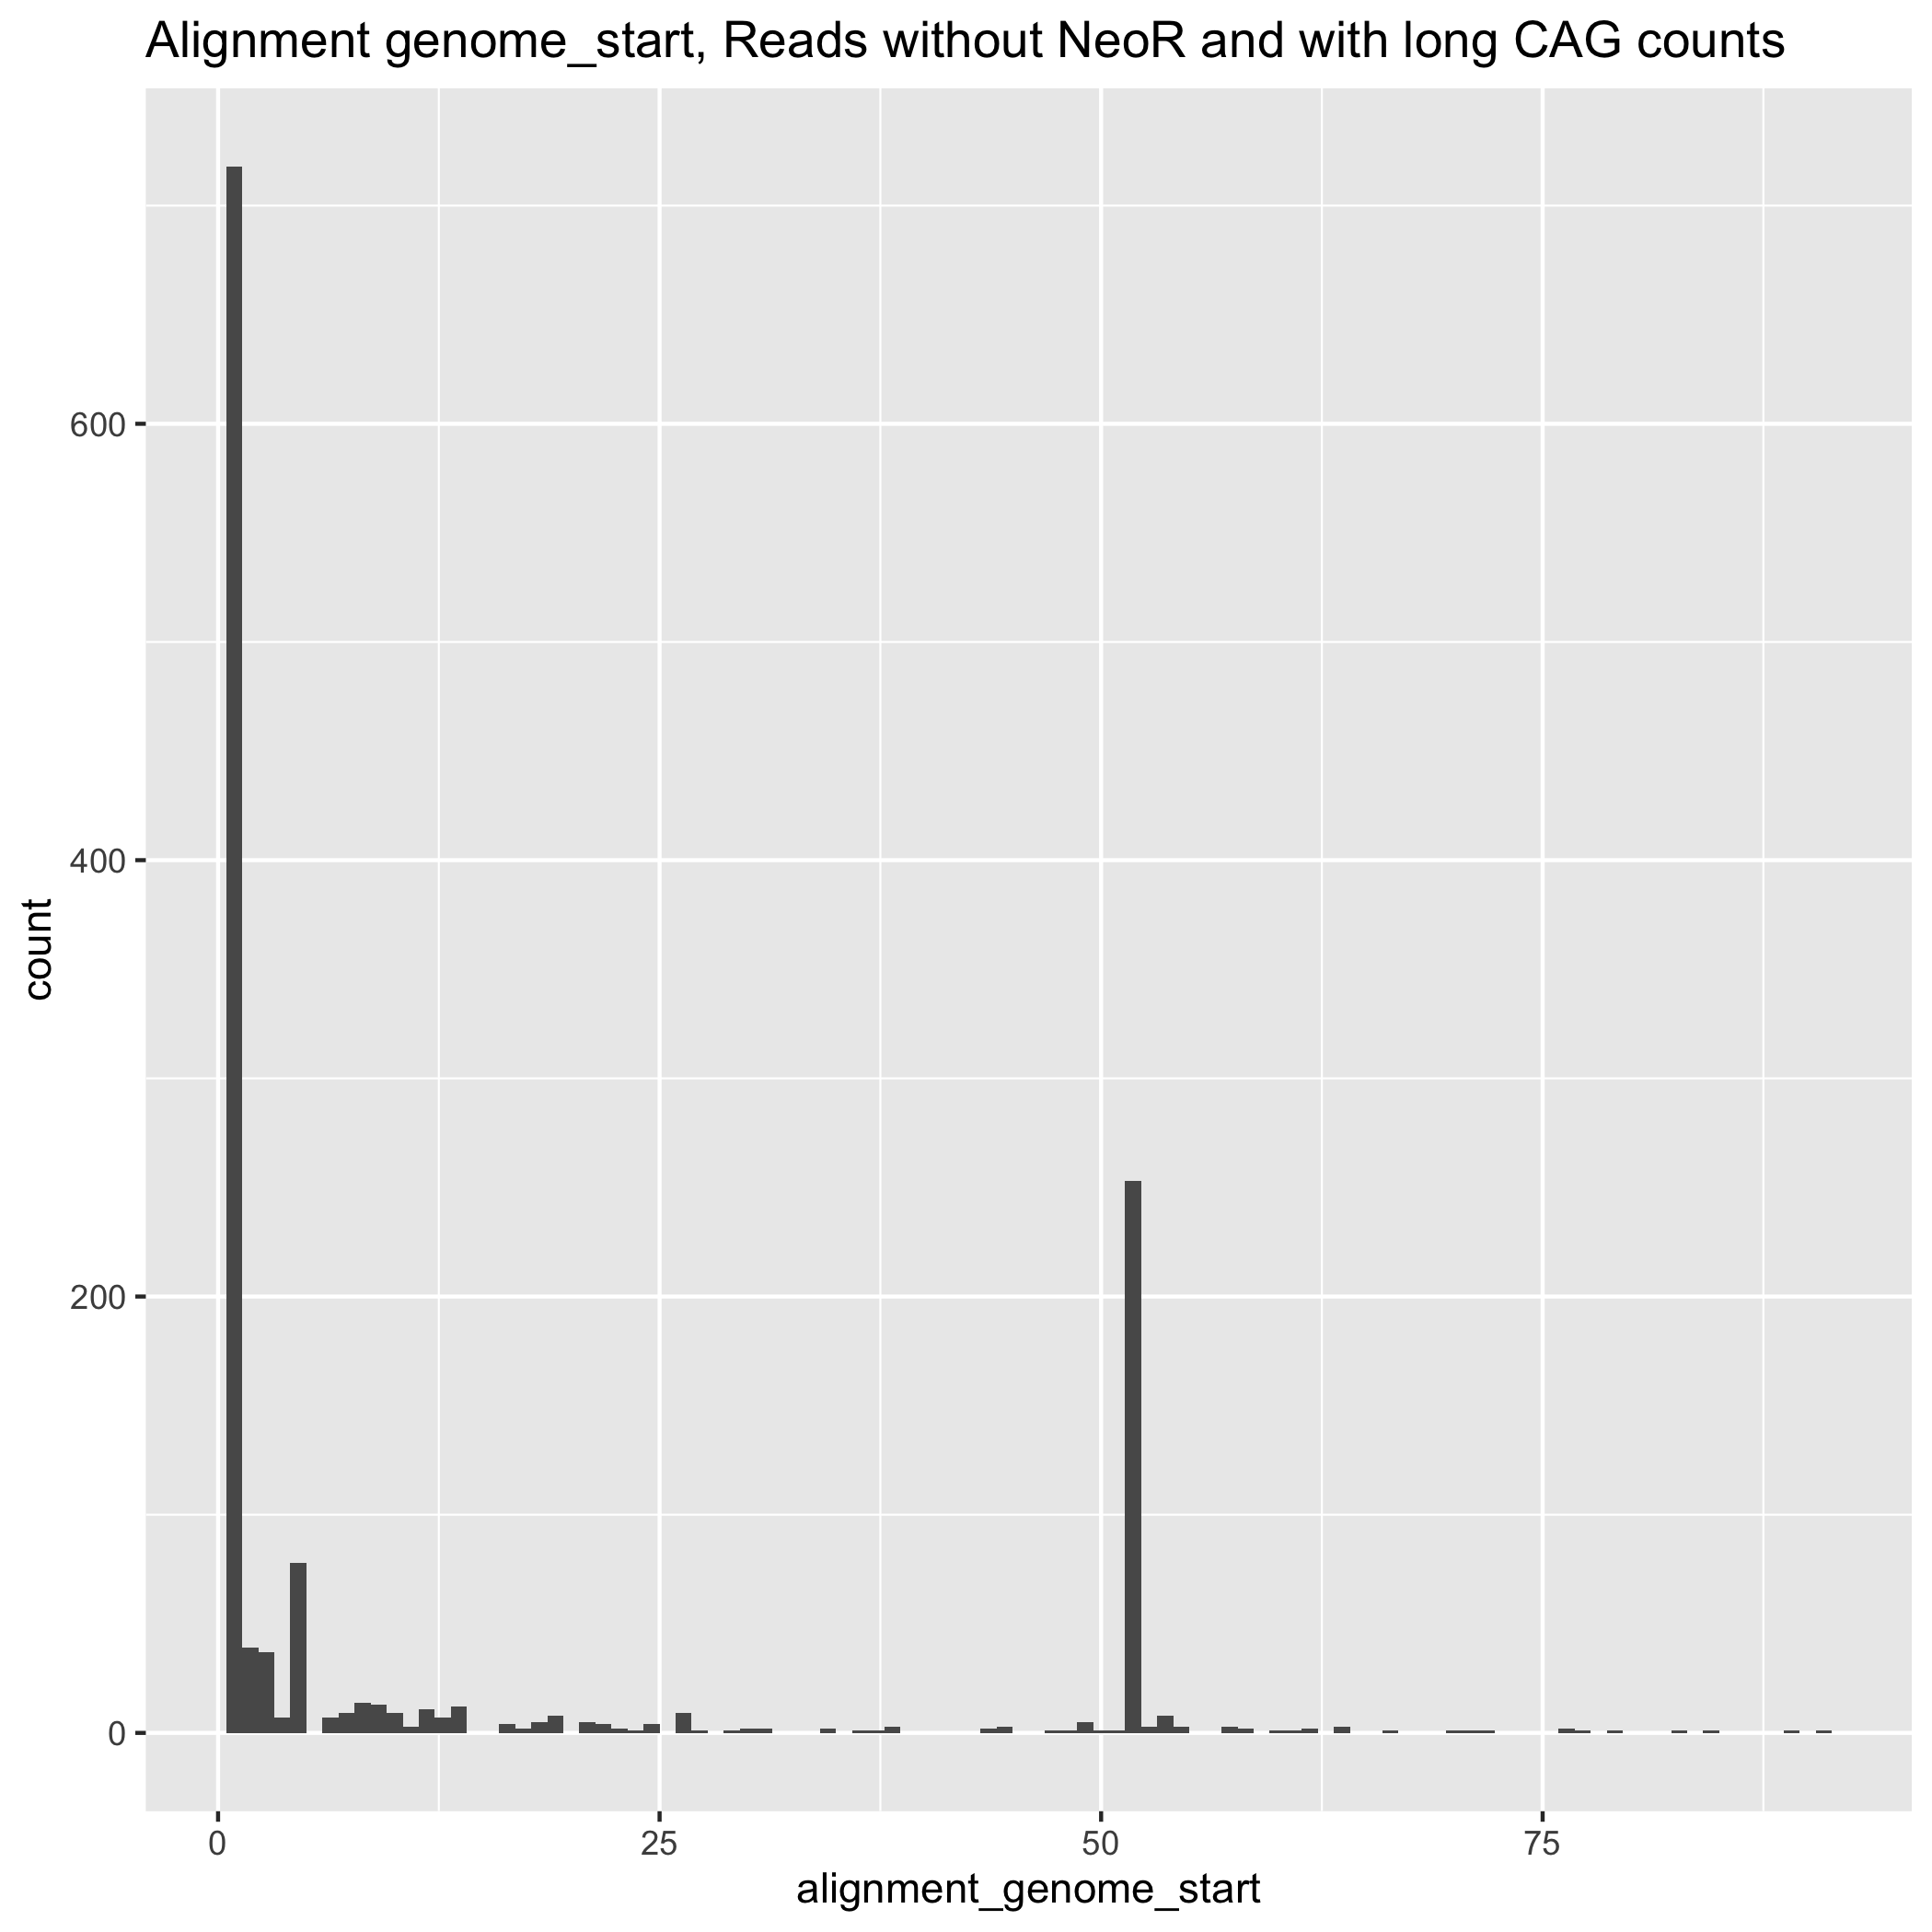 Alignment genome_start, Reads without NeoR and with long CAG counts
600
400
200
0
count
0 25 50 75
alignment_genome_start